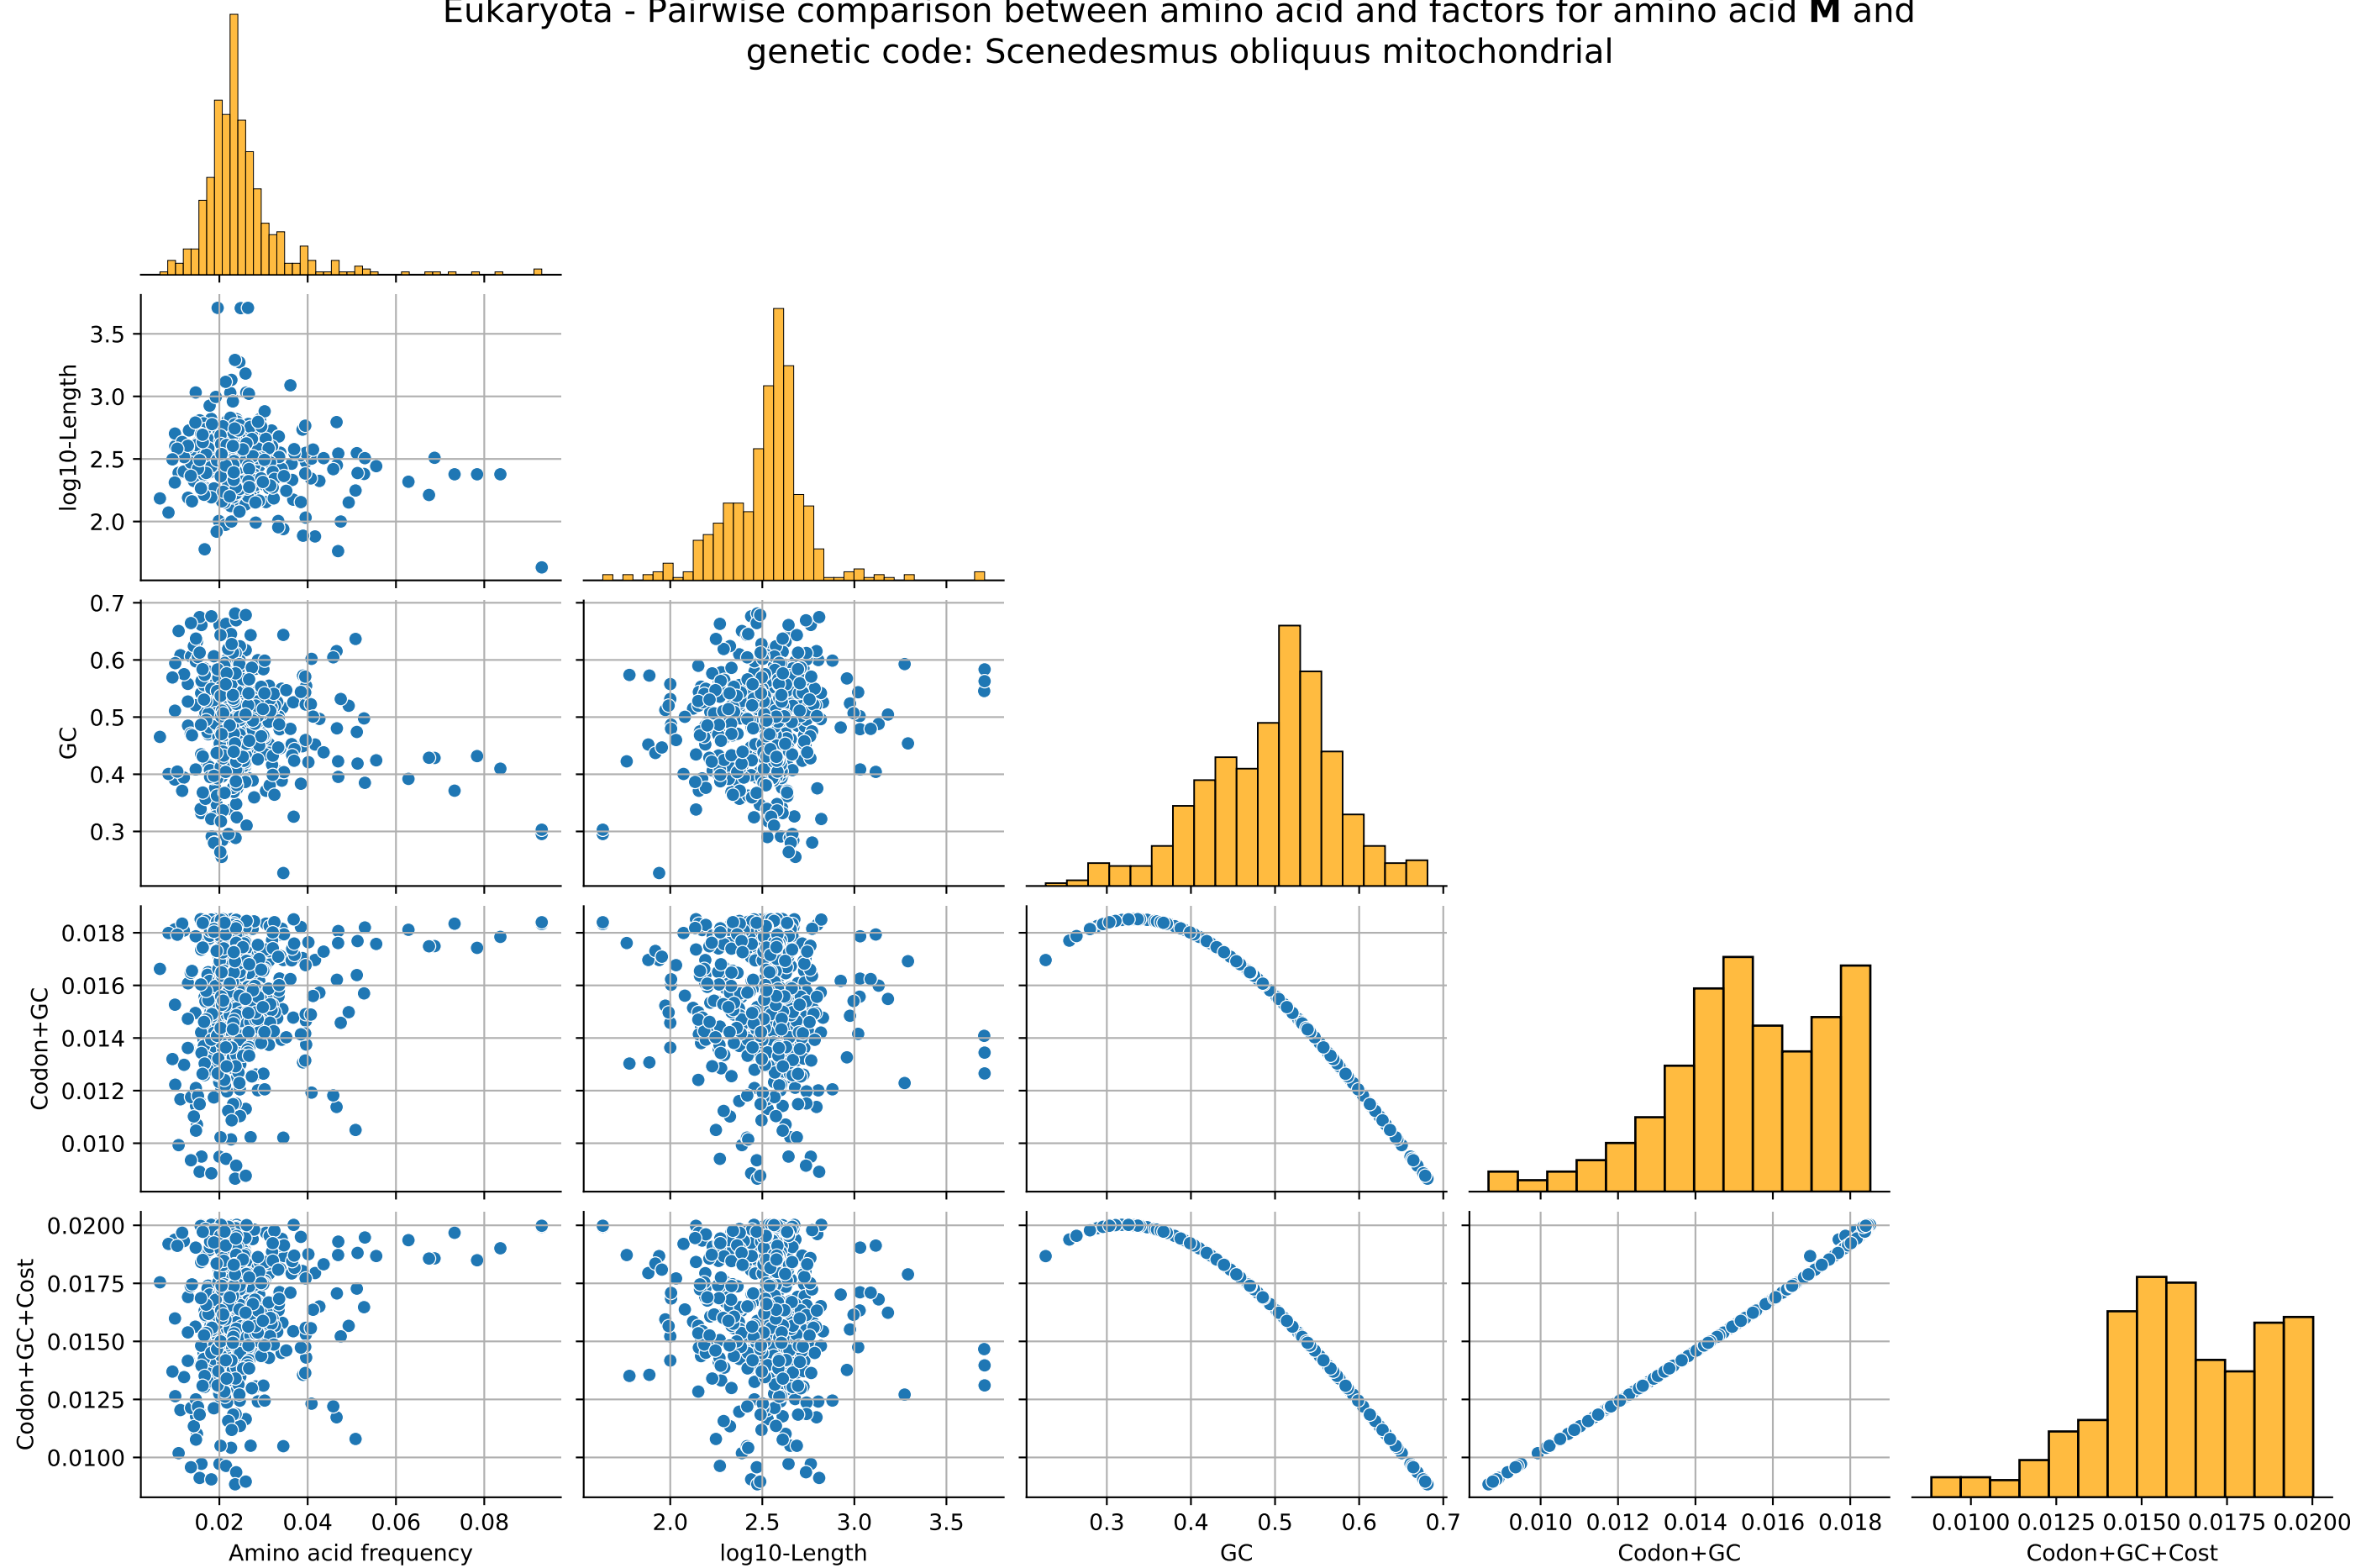 Eukaryota - Pairwise comparison between amino acid and factors for amino acid M and
genetic code: Scenedesmus obliquus mitochondrial
3.5
3.0
2.5
2.0
log10-Length
0.7
0.6
0.5
0.4
0.3
GC
0.018
0.016
0.014
0.012
0.010
Codon+GC
0.0200
0.0175
0.0150
0.0125
0.0100
Codon+GC+Cost
0.02 0.04 0.06 0.08
Amino acid frequency
2.0 2.5 3.0 3.5
log10-Length
0.3 0.4 0.5 0.6 0.7
GC
0.010 0.012 0.014 0.016 0.018
Codon+GC
0.0100 0.0125 0.0150 0.0175 0.0200
Codon+GC+Cost